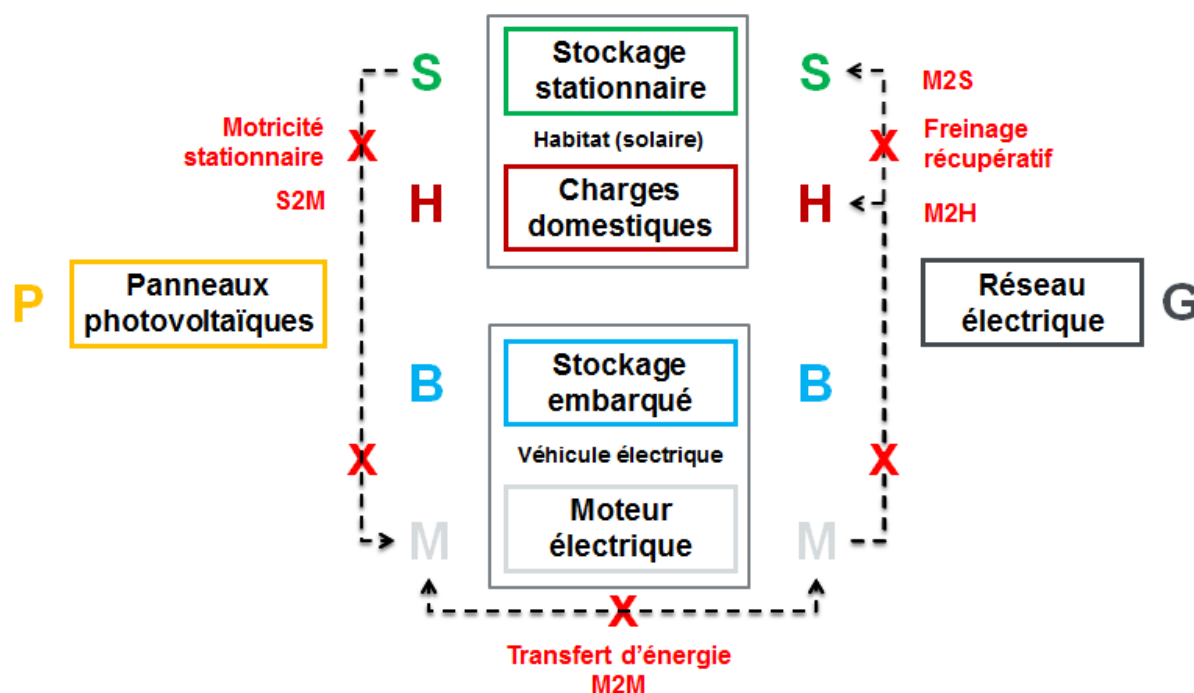 S
Stockage
stationnaire
S
M2S
Motricité
stationnaire
X
Habitat (solaire)
X
Freinage
récupératif
S2M
H
Charges
domestiques
H
M2H
P
Panneaux
photovoltaïques
Réseau
électrique
G
B
Stockage
embarqué
B
X
Véhicule électrique
X
M
Moteur
électrique
M
X
Transfert d’énergie
M2M